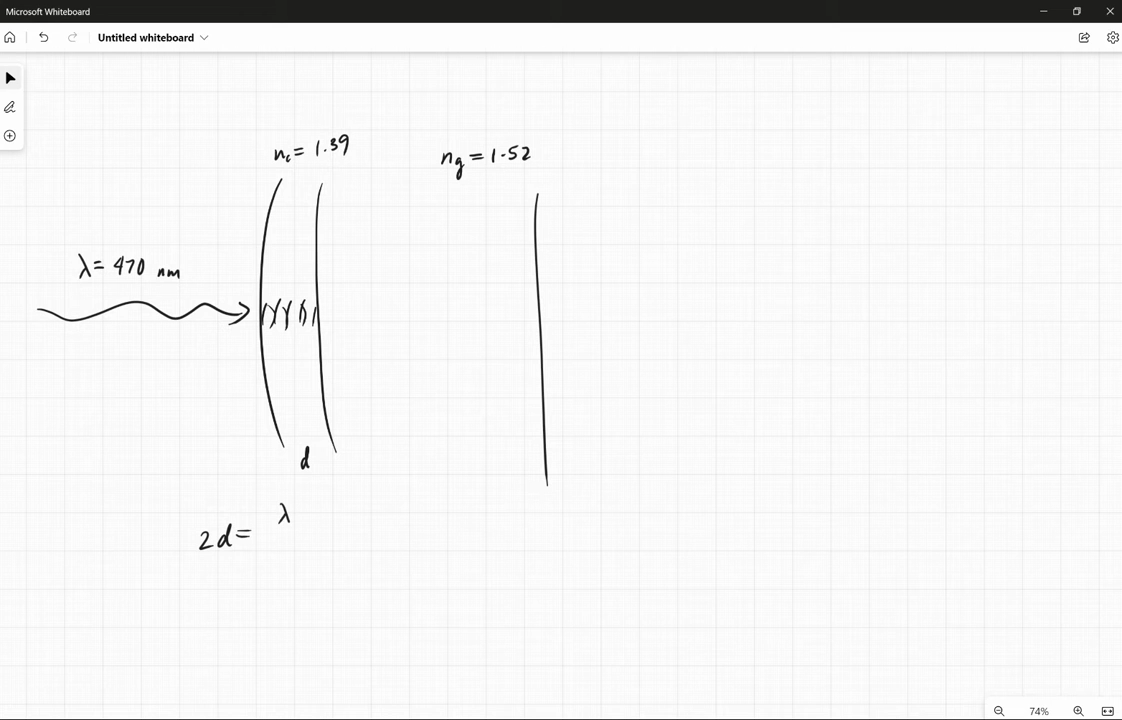 Microsoft Whiteboard
Untitled whiteboard
n_c = 1.39
n_g = 1.52
λ = 470 nm
d
λ
2d =
74%